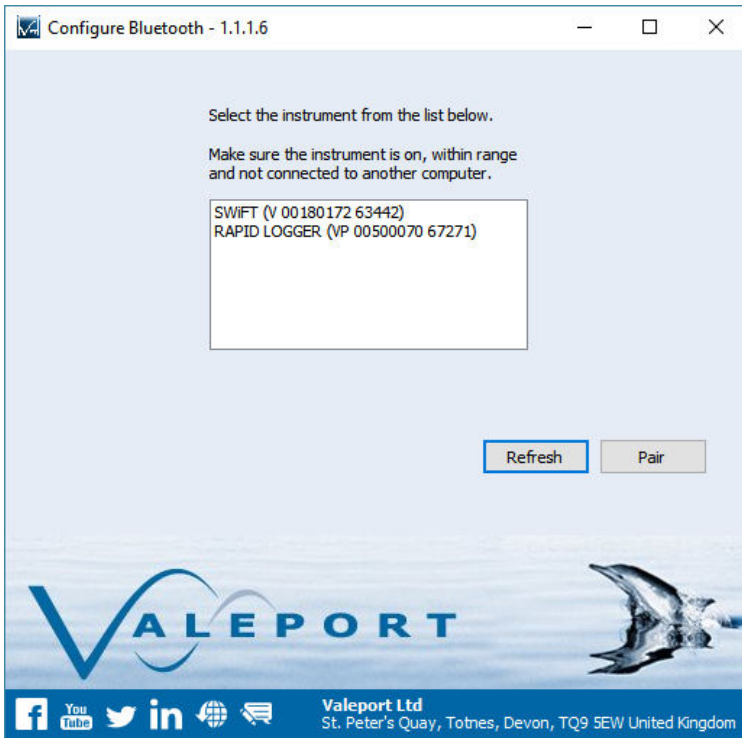 Configure Bluetooth - 1.1.1.6
Select the instrument from the list below.
Make sure the instrument is on, within range
and not connected to another computer.
SWiFT (V 00180172 63442)
RAPID LOGGER (VP 00500070 67271)
Refresh
Pair
VALEPORT
f You Tube in
Valeport Ltd
St. Peter's Quay, Totnes, Devon, TQ9 5EW United Kingdom